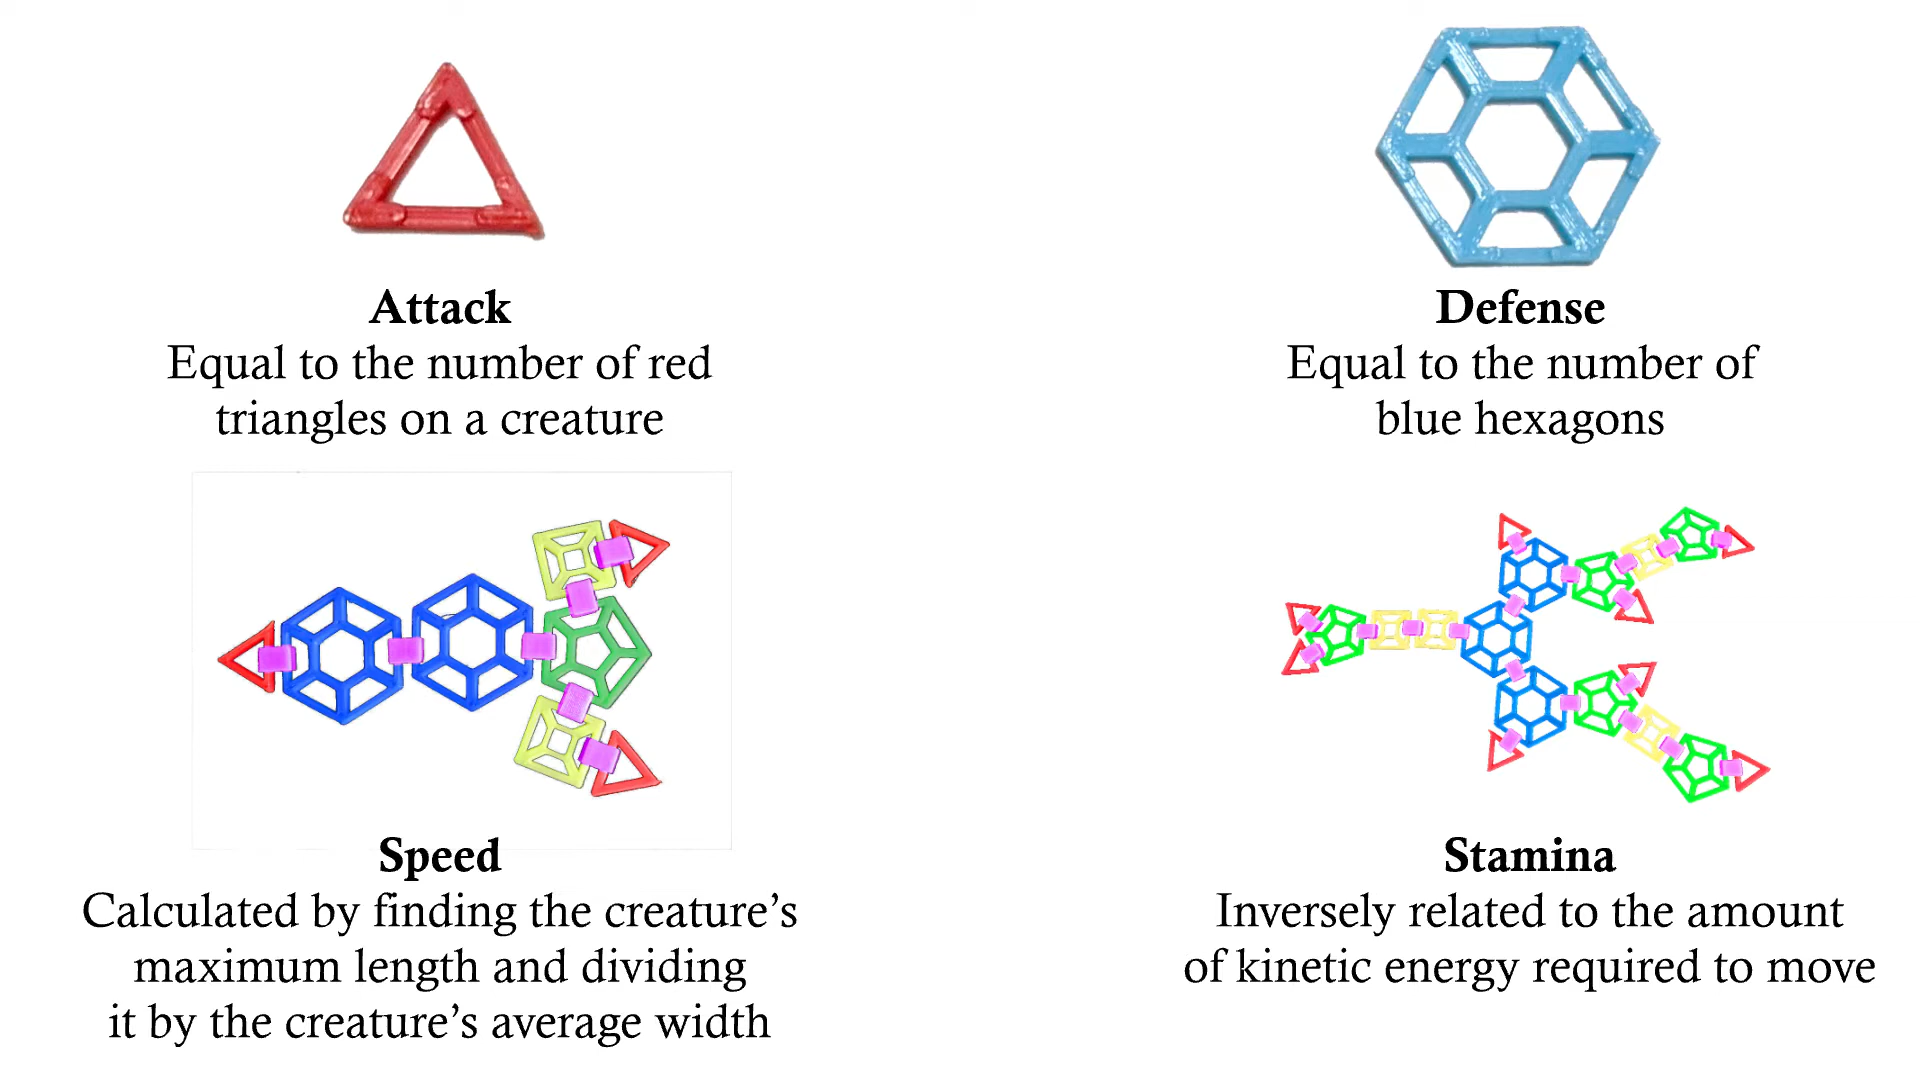 Attack
Equal to the number of red
triangles on a creature
Defense
Equal to the number of
blue hexagons
Speed
Calculated by finding the creature's
maximum length and dividing
it by the creature's average width
Stamina
Inversely related to the amount
of kinetic energy required to move